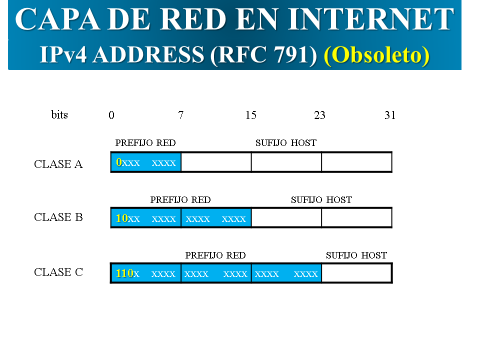 CAPA DE RED EN INTERNET
IPv4 ADDRESS (RFC 791) (Obsoleto)
bits 0 7 15 23 31
PREFIJO RED SUFIJO HOST
CLASE A 0xxx xxxx
PREFIJO RED SUFIJO HOST
CLASE B 10xx xxxx xxxx xxxx
PREFIJO RED SUFIJO HOST
CLASE C 110x xxxx xxxx xxxx xxxx xxxx